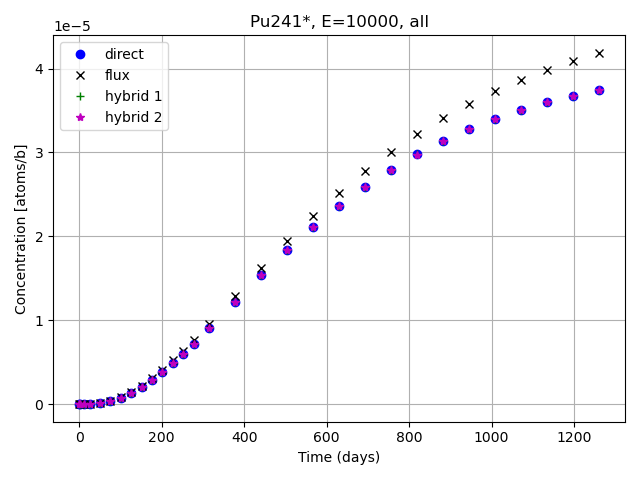 Pu241*, E=10000, all
1e−5
direct
flux
hybrid 1
hybrid 2
4
3
2
1
0
Concentration [atoms/b]
0 200 400 600 800 1000 1200
Time (days)